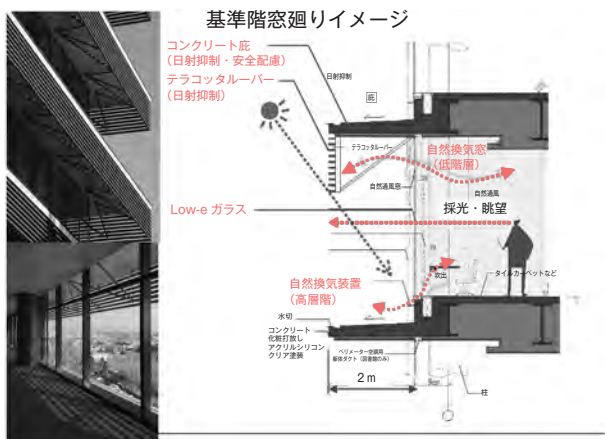 基準階窓廻りイメージ
コンクリート庇
(日射抑制・安全配慮)
テラコッタルーバー
(日射抑制)
日射抑制
庇
テラコッタルーバー
自然換気窓
(低階層)
自然通風窓
自然通風
Low-e ガラス
採光・眺望
自然換気装置
(高層階)
吹出
タイルカーペットなど
水切
コンクリート
化粧打放し
アクリルシリコン
クリア塗装
ペリメーター空調用
躯体ダクト(図書館のみ)
2 m
柱